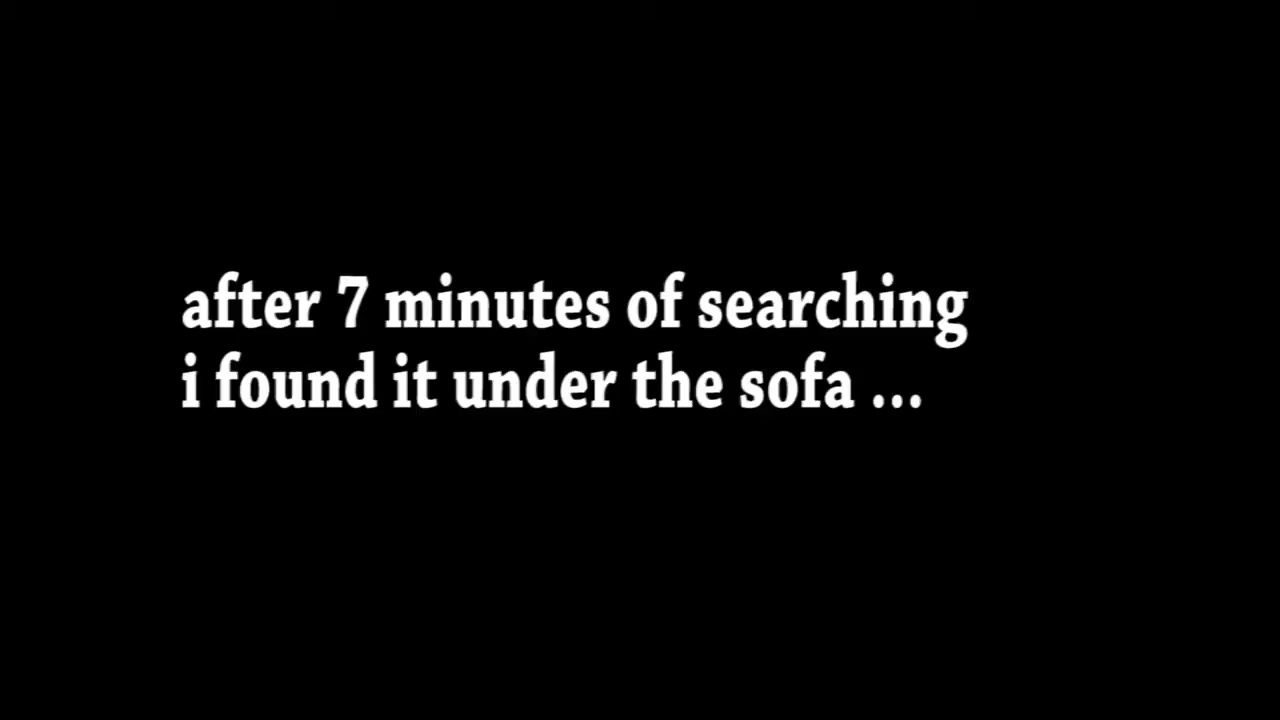 after 7 minutes of searching
i found it under the sofa ...